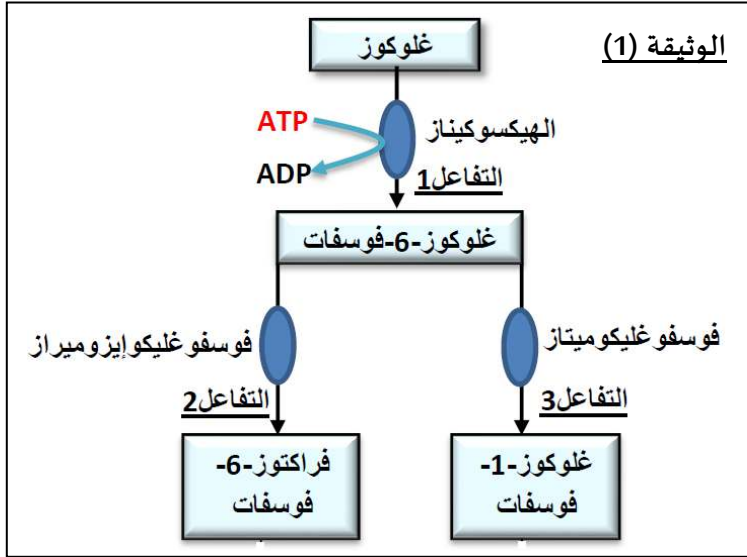 الوثيقة (1)
غلوكوز
ATP
الهيكسوكيناز
ADP
التفاعل1
غلوكوز-6-فوسفات
فوسفوغليكوميتاز
فوسفوغليكوإيزوميراز
التفاعل3
التفاعل2
غلوكوز-1-
فوسفات
فراكتوز-6-
فوسفات